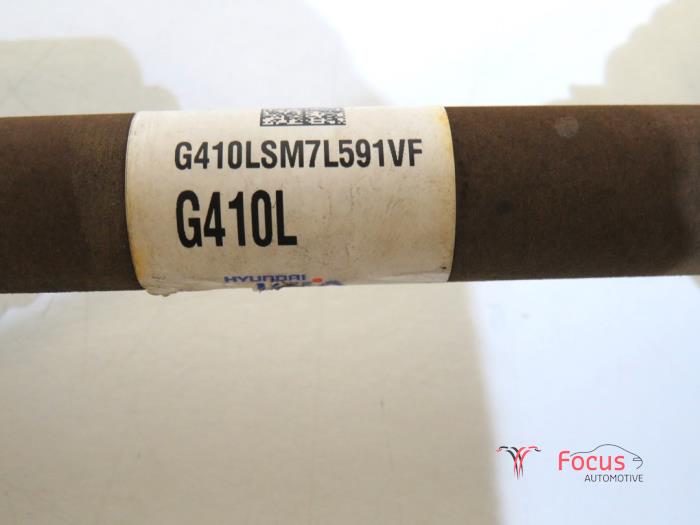 G410LSM7L591VF
G410L
HYUNDAI
Focus
AUTOMOTIVE